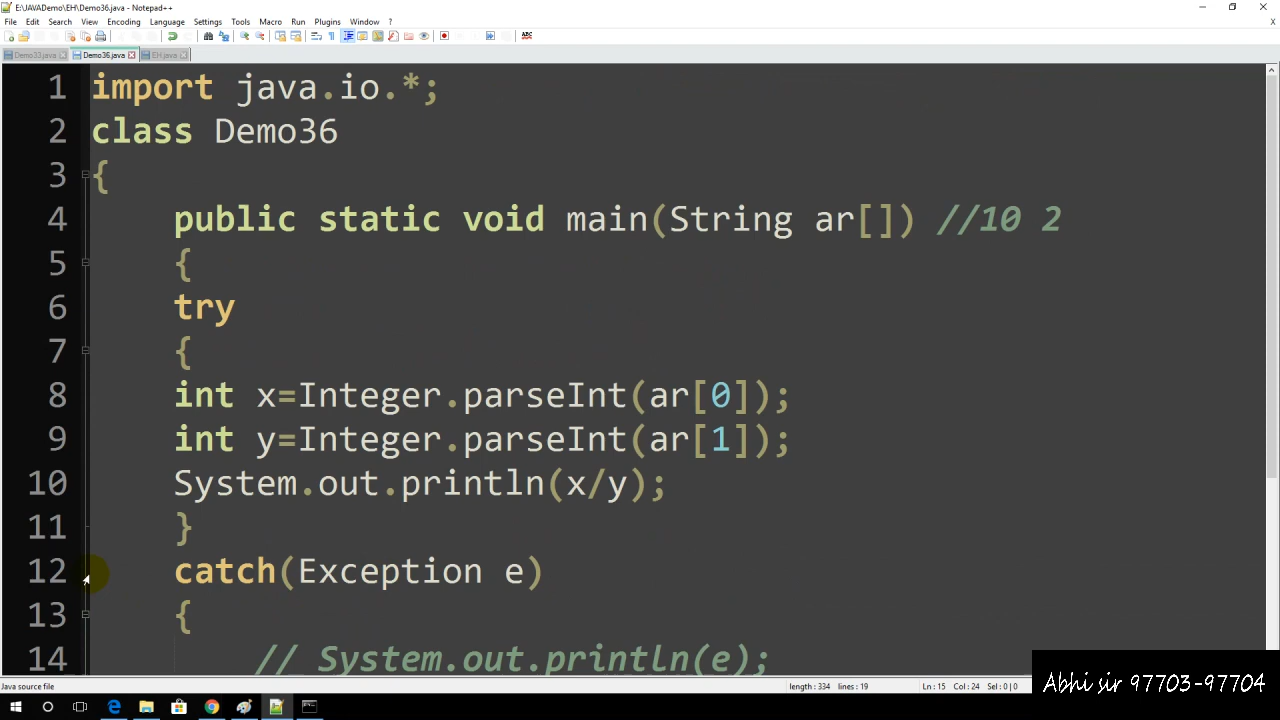 E:\JAVADemo\EH\Demo36.java - Notepad++
File Edit Search View Encoding Language Settings Tools Macro Run Plugins Window ?
Demo33.java Demo36.java EH.java
1 import java.io.*;
2 class Demo36
3 {
4 public static void main(String ar[]) //10 2
5 {
6 try
7 {
8 int x=Integer.parseInt(ar[0]);
9 int y=Integer.parseInt(ar[1]);
10 System.out.println(x/y);
11 }
12 catch(Exception e)
13 {
14 // System.out.println(e);
Abhi sir 97703-97704
Java source file length : 334 lines : 19 Ln : 15 Col : 24 Sel : 0 | 0